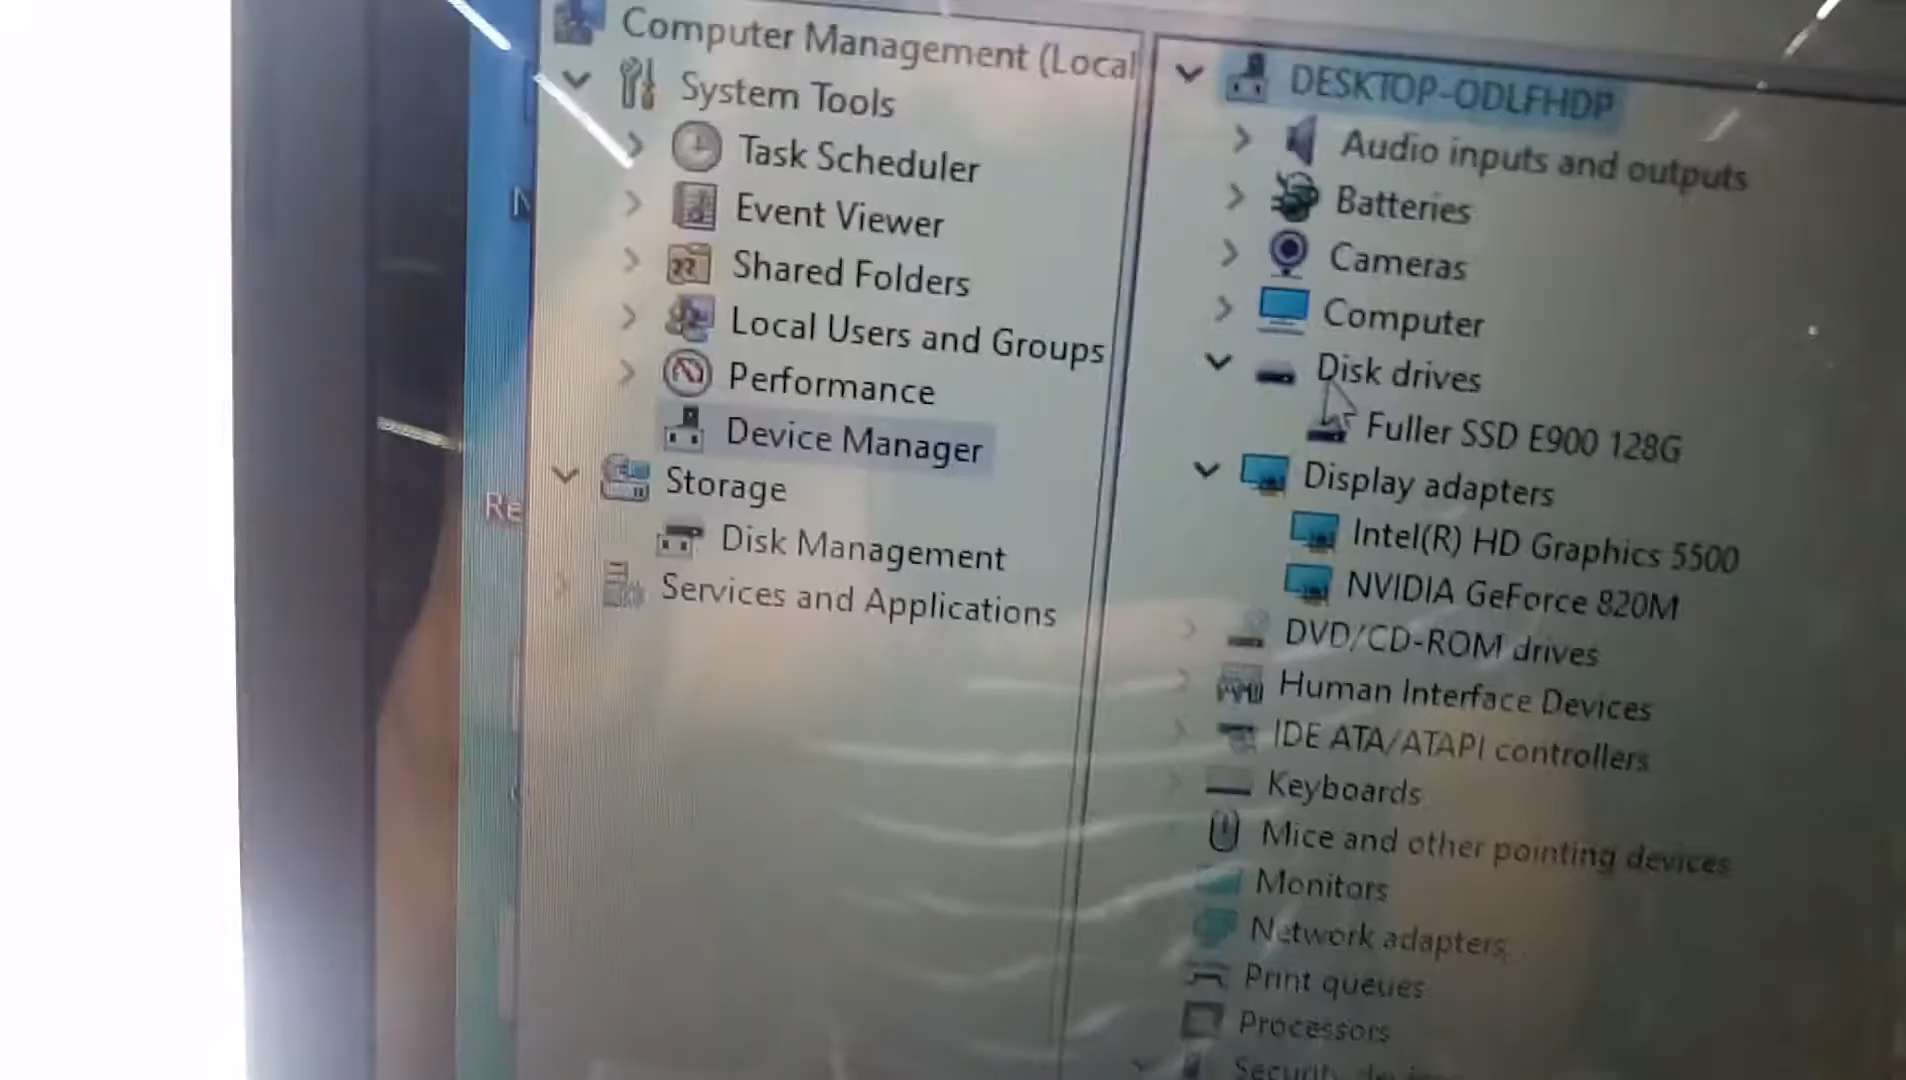 Computer Management (Local
System Tools
Task Scheduler
Event Viewer
Shared Folders
Local Users and Groups
Performance
Device Manager
Storage
Disk Management
Services and Applications
DESKTOP-ODLFHDP
Audio inputs and outputs
Batteries
Cameras
Computer
Disk drives
Fuller SSD E900 128G
Display adapters
Intel(R) HD Graphics 5500
NVIDIA GeForce 820M
DVD/CD-ROM drives
Human Interface Devices
IDE ATA/ATAPI controllers
Keyboards
Mice and other pointing devices
Monitors
Network adapters
Print queues
Processors
Re
N